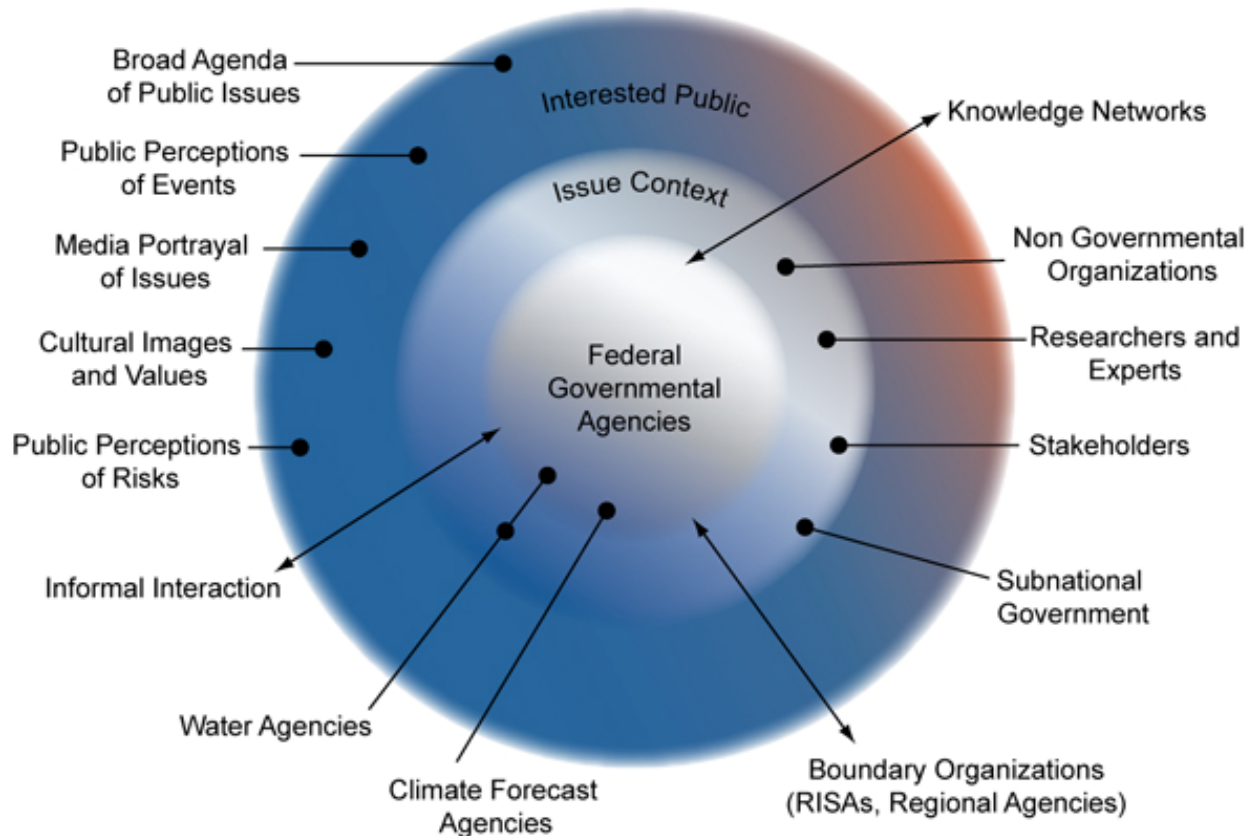 Broad Agenda
of Public Issues
Public Perceptions
of Events
Media Portrayal
of Issues
Cultural Images
and Values
Public Perceptions
of Risks
Informal Interaction
Water Agencies
Climate Forecast
Agencies
Interested Public
Issue Context
Federal
Governmental
Agencies
Knowledge Networks
Non Governmental
Organizations
Researchers and
Experts
Stakeholders
Subnational
Government
Boundary Organizations
(RISAs, Regional Agencies)